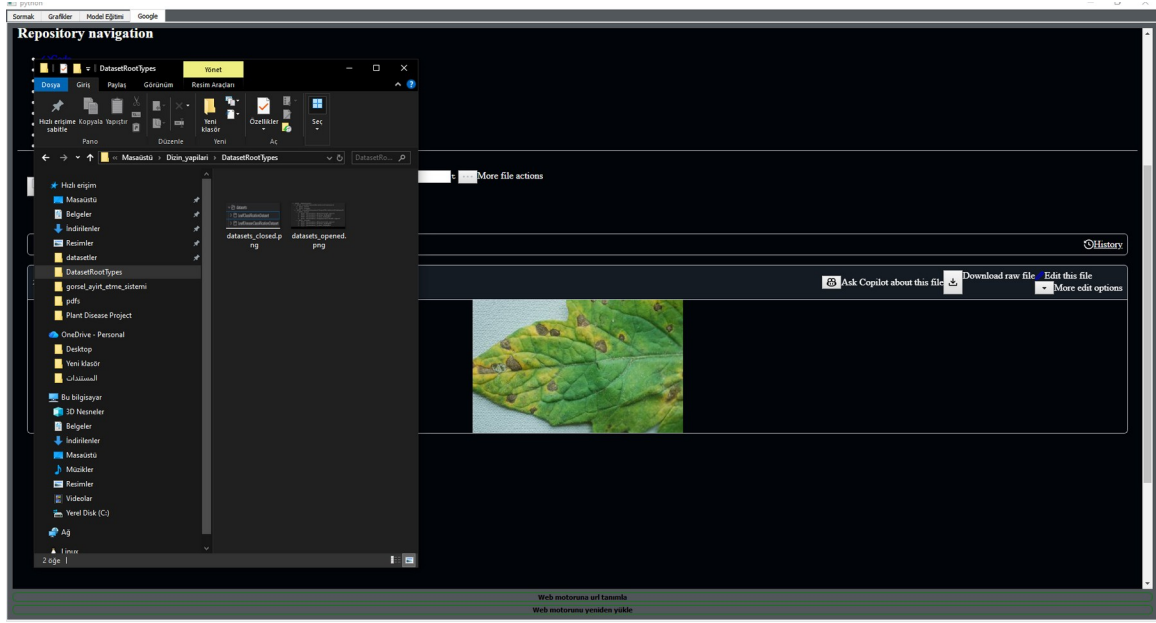 python
Sormak Grafikler Model Eğitimi Google
Repository navigation
DatasetRootTypes Yönet
Dosya Giriş Paylaş Görünüm Resim Araçları
Hızlı erişime sabitle Kopyala Yapıştır Yeni klasör Özellikler Seç
Pano Düzenle Yeni Aç
« Masaüstü › Dizin_yapilari › DatasetRootTypes DatasetRo...
More file actions
Hızlı erişim
Masaüstü
Belgeler
İndirilenler
Resimler
datasetler
DatasetRootTypes
gorsel_ayirt_etme_sistemi
pdfs
Plant Disease Project
OneDrive - Personal
Desktop
Yeni klasör
المستندات
Bu bilgisayar
3D Nesneler
Belgeler
İndirilenler
Masaüstü
Müzikler
Resimler
Videolar
Yerel Disk (C:)
Ağ
Linux
2 öğe
datasets_closed.p
ng
datasets_opened.
png
History
Ask Copilot about this file Download raw file Edit this file
More edit options
Web motoruna url tanımla
Web motorunu yeniden yükle